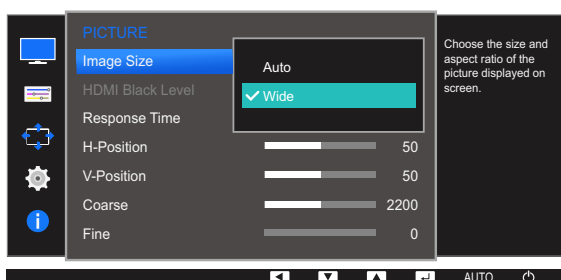 PICTURE
Image Size
HDMI Black Level
Response Time
H-Position 50
V-Position 50
Coarse 2200
Fine 0
Auto
Wide
Choose the size and
aspect ratio of the
picture displayed on
screen.
AUTO